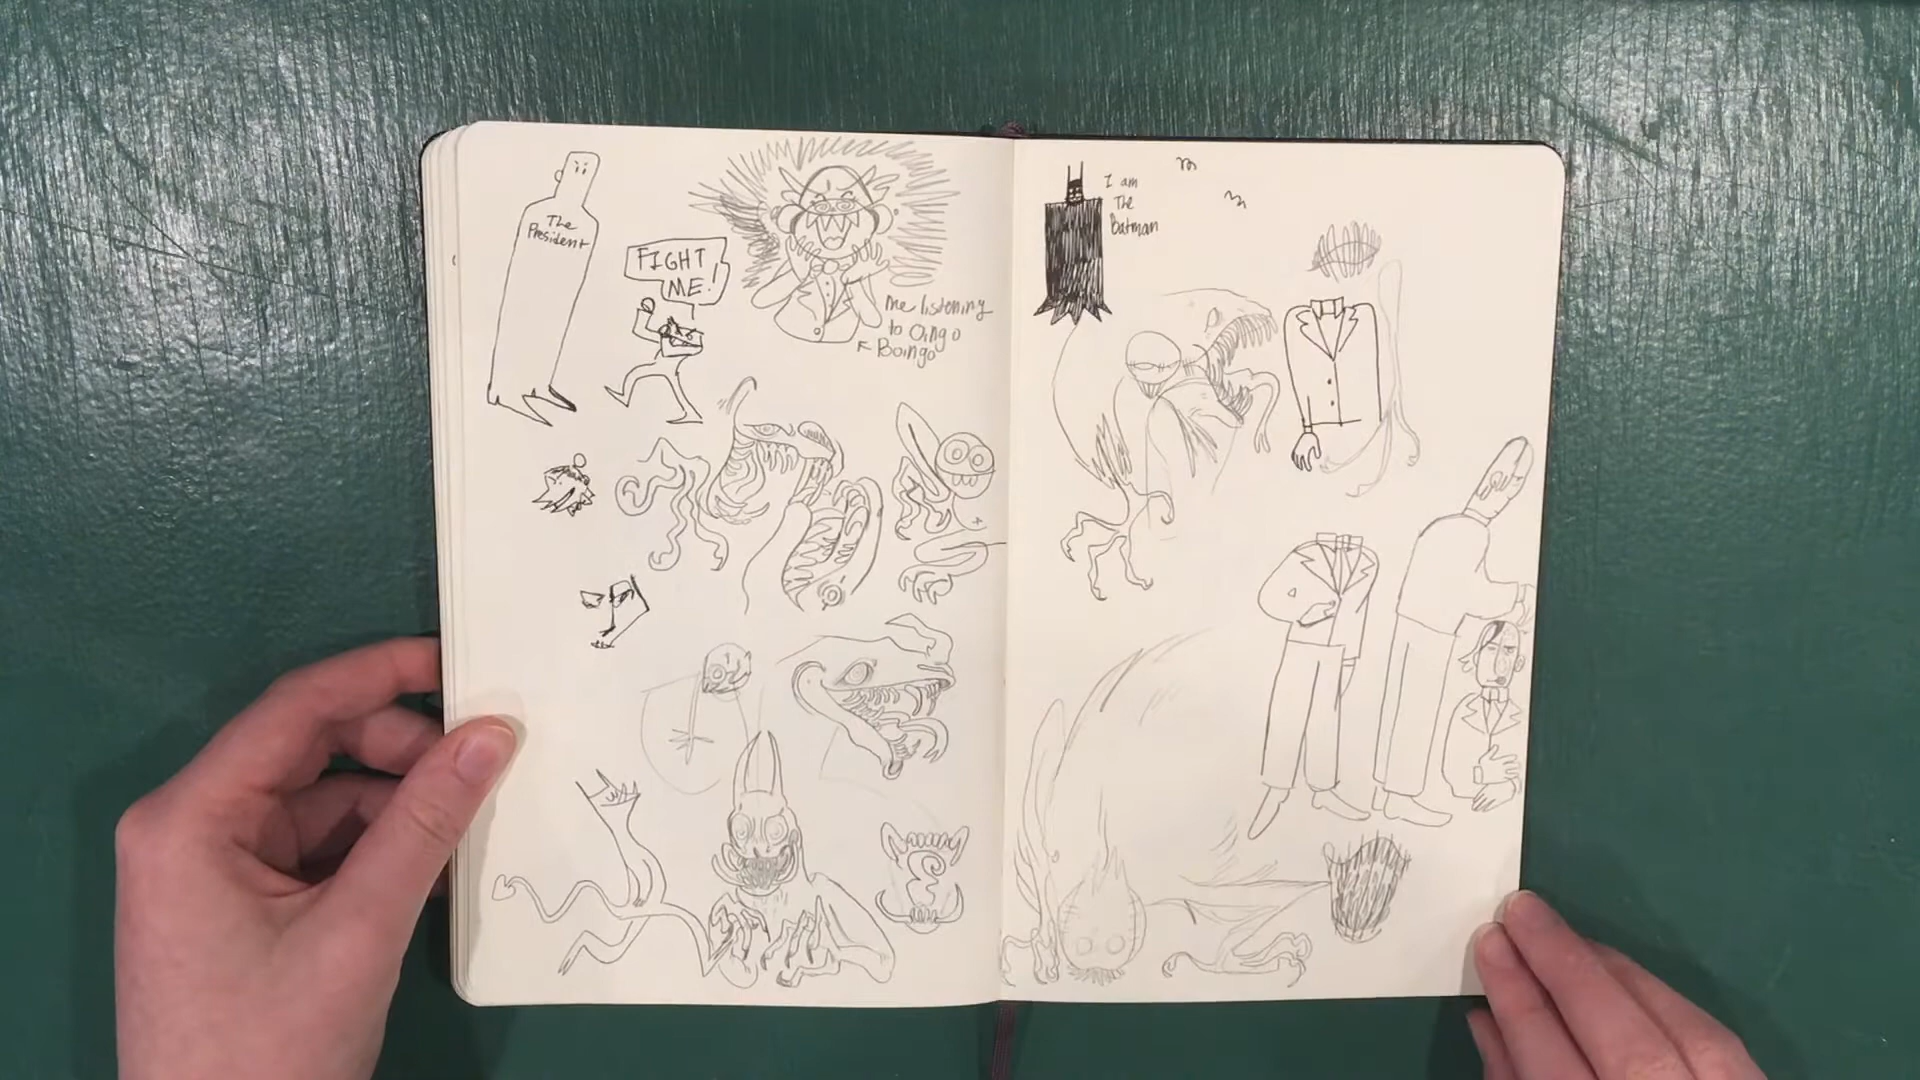 The
President
FIGHT
ME!
me listening
to Oingo
Boingo
I am
The
Batman